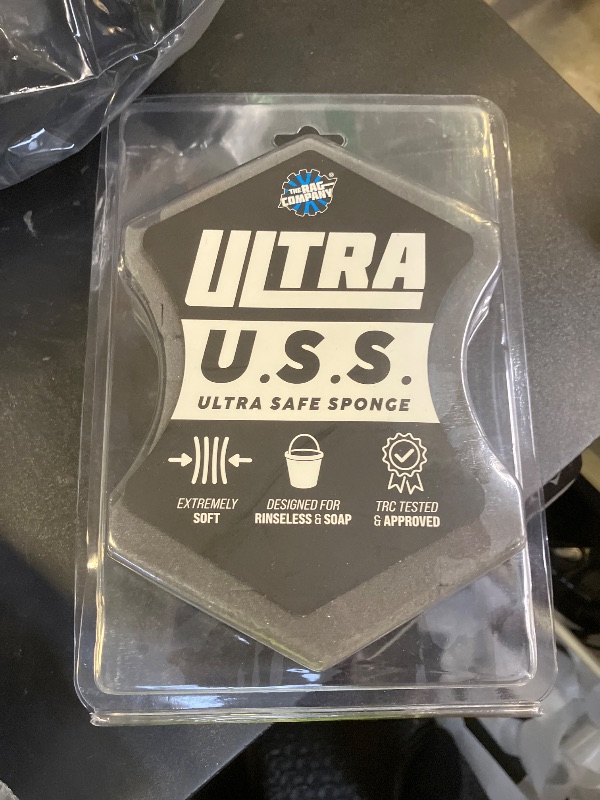 THE RAG
COMPANY®
ULTRA
U.S.S.
ULTRA SAFE SPONGE
EXTREMELY
SOFT
DESIGNED FOR
RINSELESS & SOAP
TRC TESTED
& APPROVED